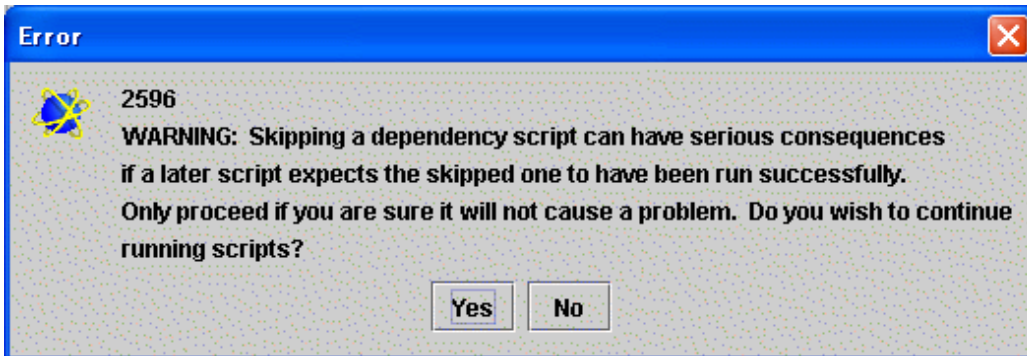 Error
2596
WARNING:  Skipping a dependency script can have serious consequences
if a later script expects the skipped one to have been run successfully.
Only proceed if you are sure it will not cause a problem.  Do you wish to continue
running scripts?
Yes No